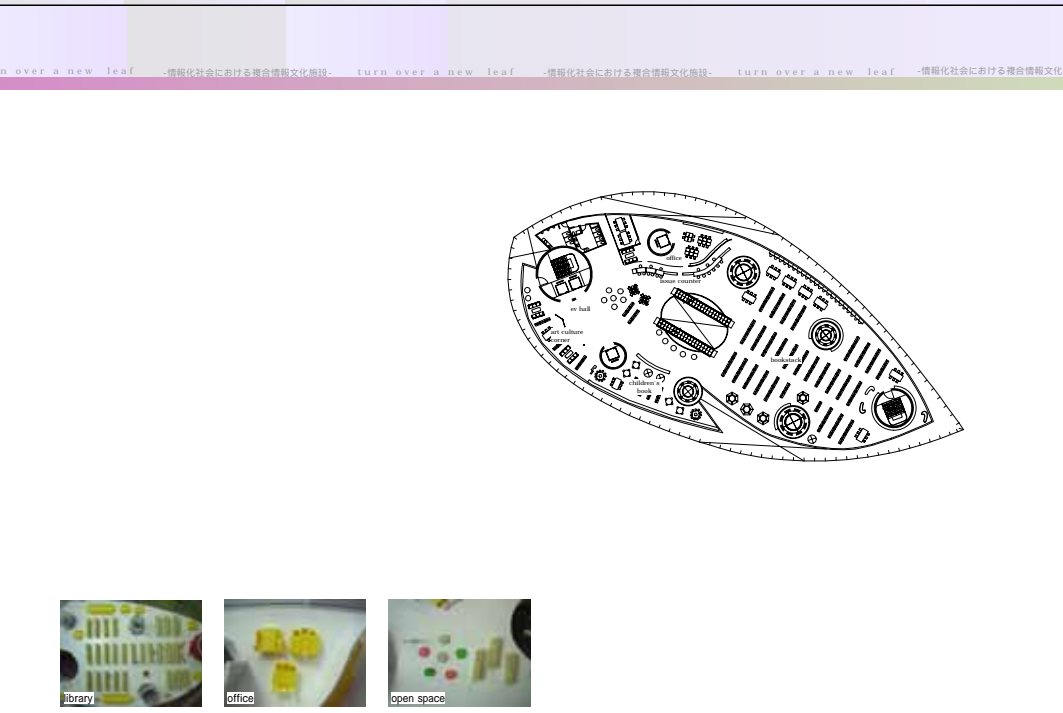 n over a new leaf -情報化社会における複合情報文化施設- turn over a new leaf -情報化社会における複合情報文化施設- turn over a new leaf -情報化社会における複合情報文化
office
issue counter
ev hall
art culture
corner
bookstack
children's
book
library
office
open space